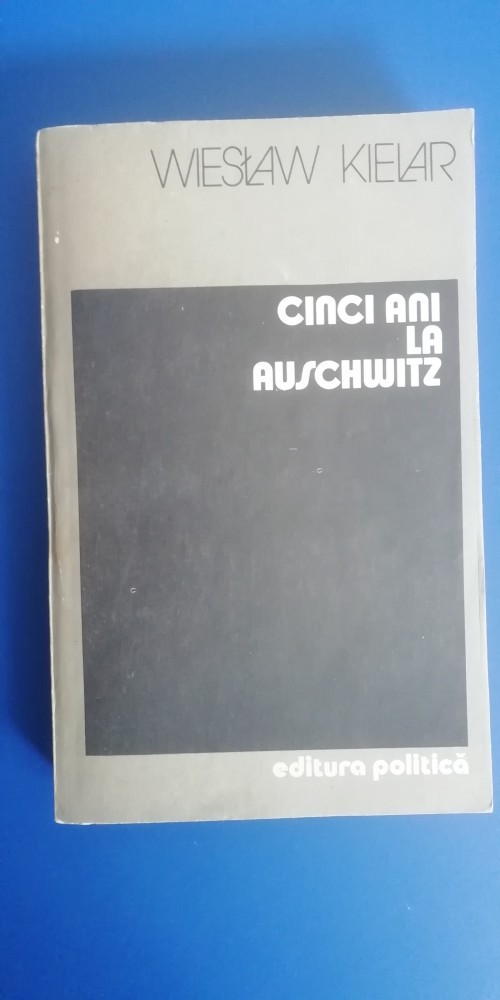 WIESŁAW KIELAR
CINCI ANI
LA
AUSCHWITZ
editura politică